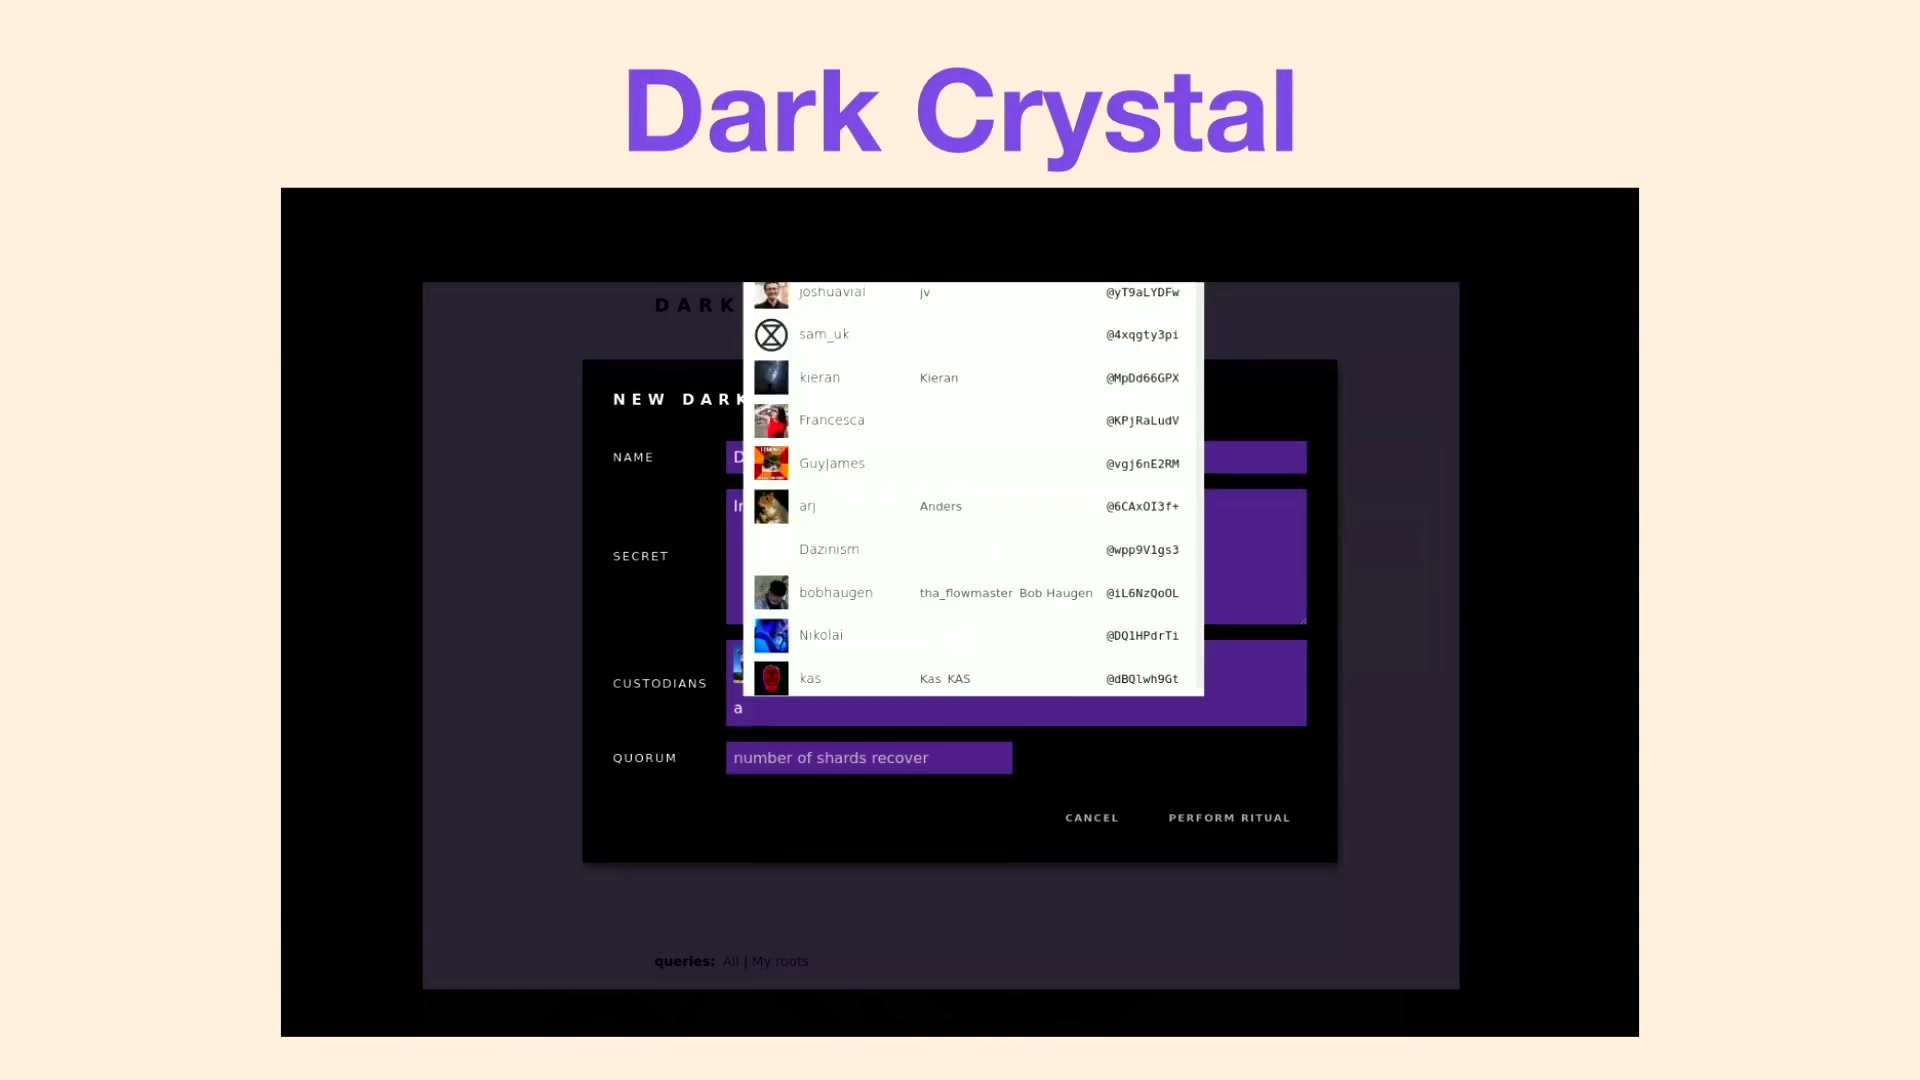 Dark Crystal
DARK
joshuavial jv @yT9aLYDFw
sam_uk @4xqgty3pi
kieran Kieran @MpDd66GPX
NEW DARK
Francesca @KPjRaLudV
NAME D
GuyJames @vgj6nE2RM
arj Anders @6CAxOI3f+
SECRET
Dazinism @wpp9V1gs3
bobhaugen tha_flowmaster Bob Haugen @iL6NzQoOL
Nikolai @DQ1HPdrTi
CUSTODIANS
kas Kas KAS @dBQlwh9Gt
a
QUORUM number of shards recover
CANCEL PERFORM RITUAL
queries: All | My roots